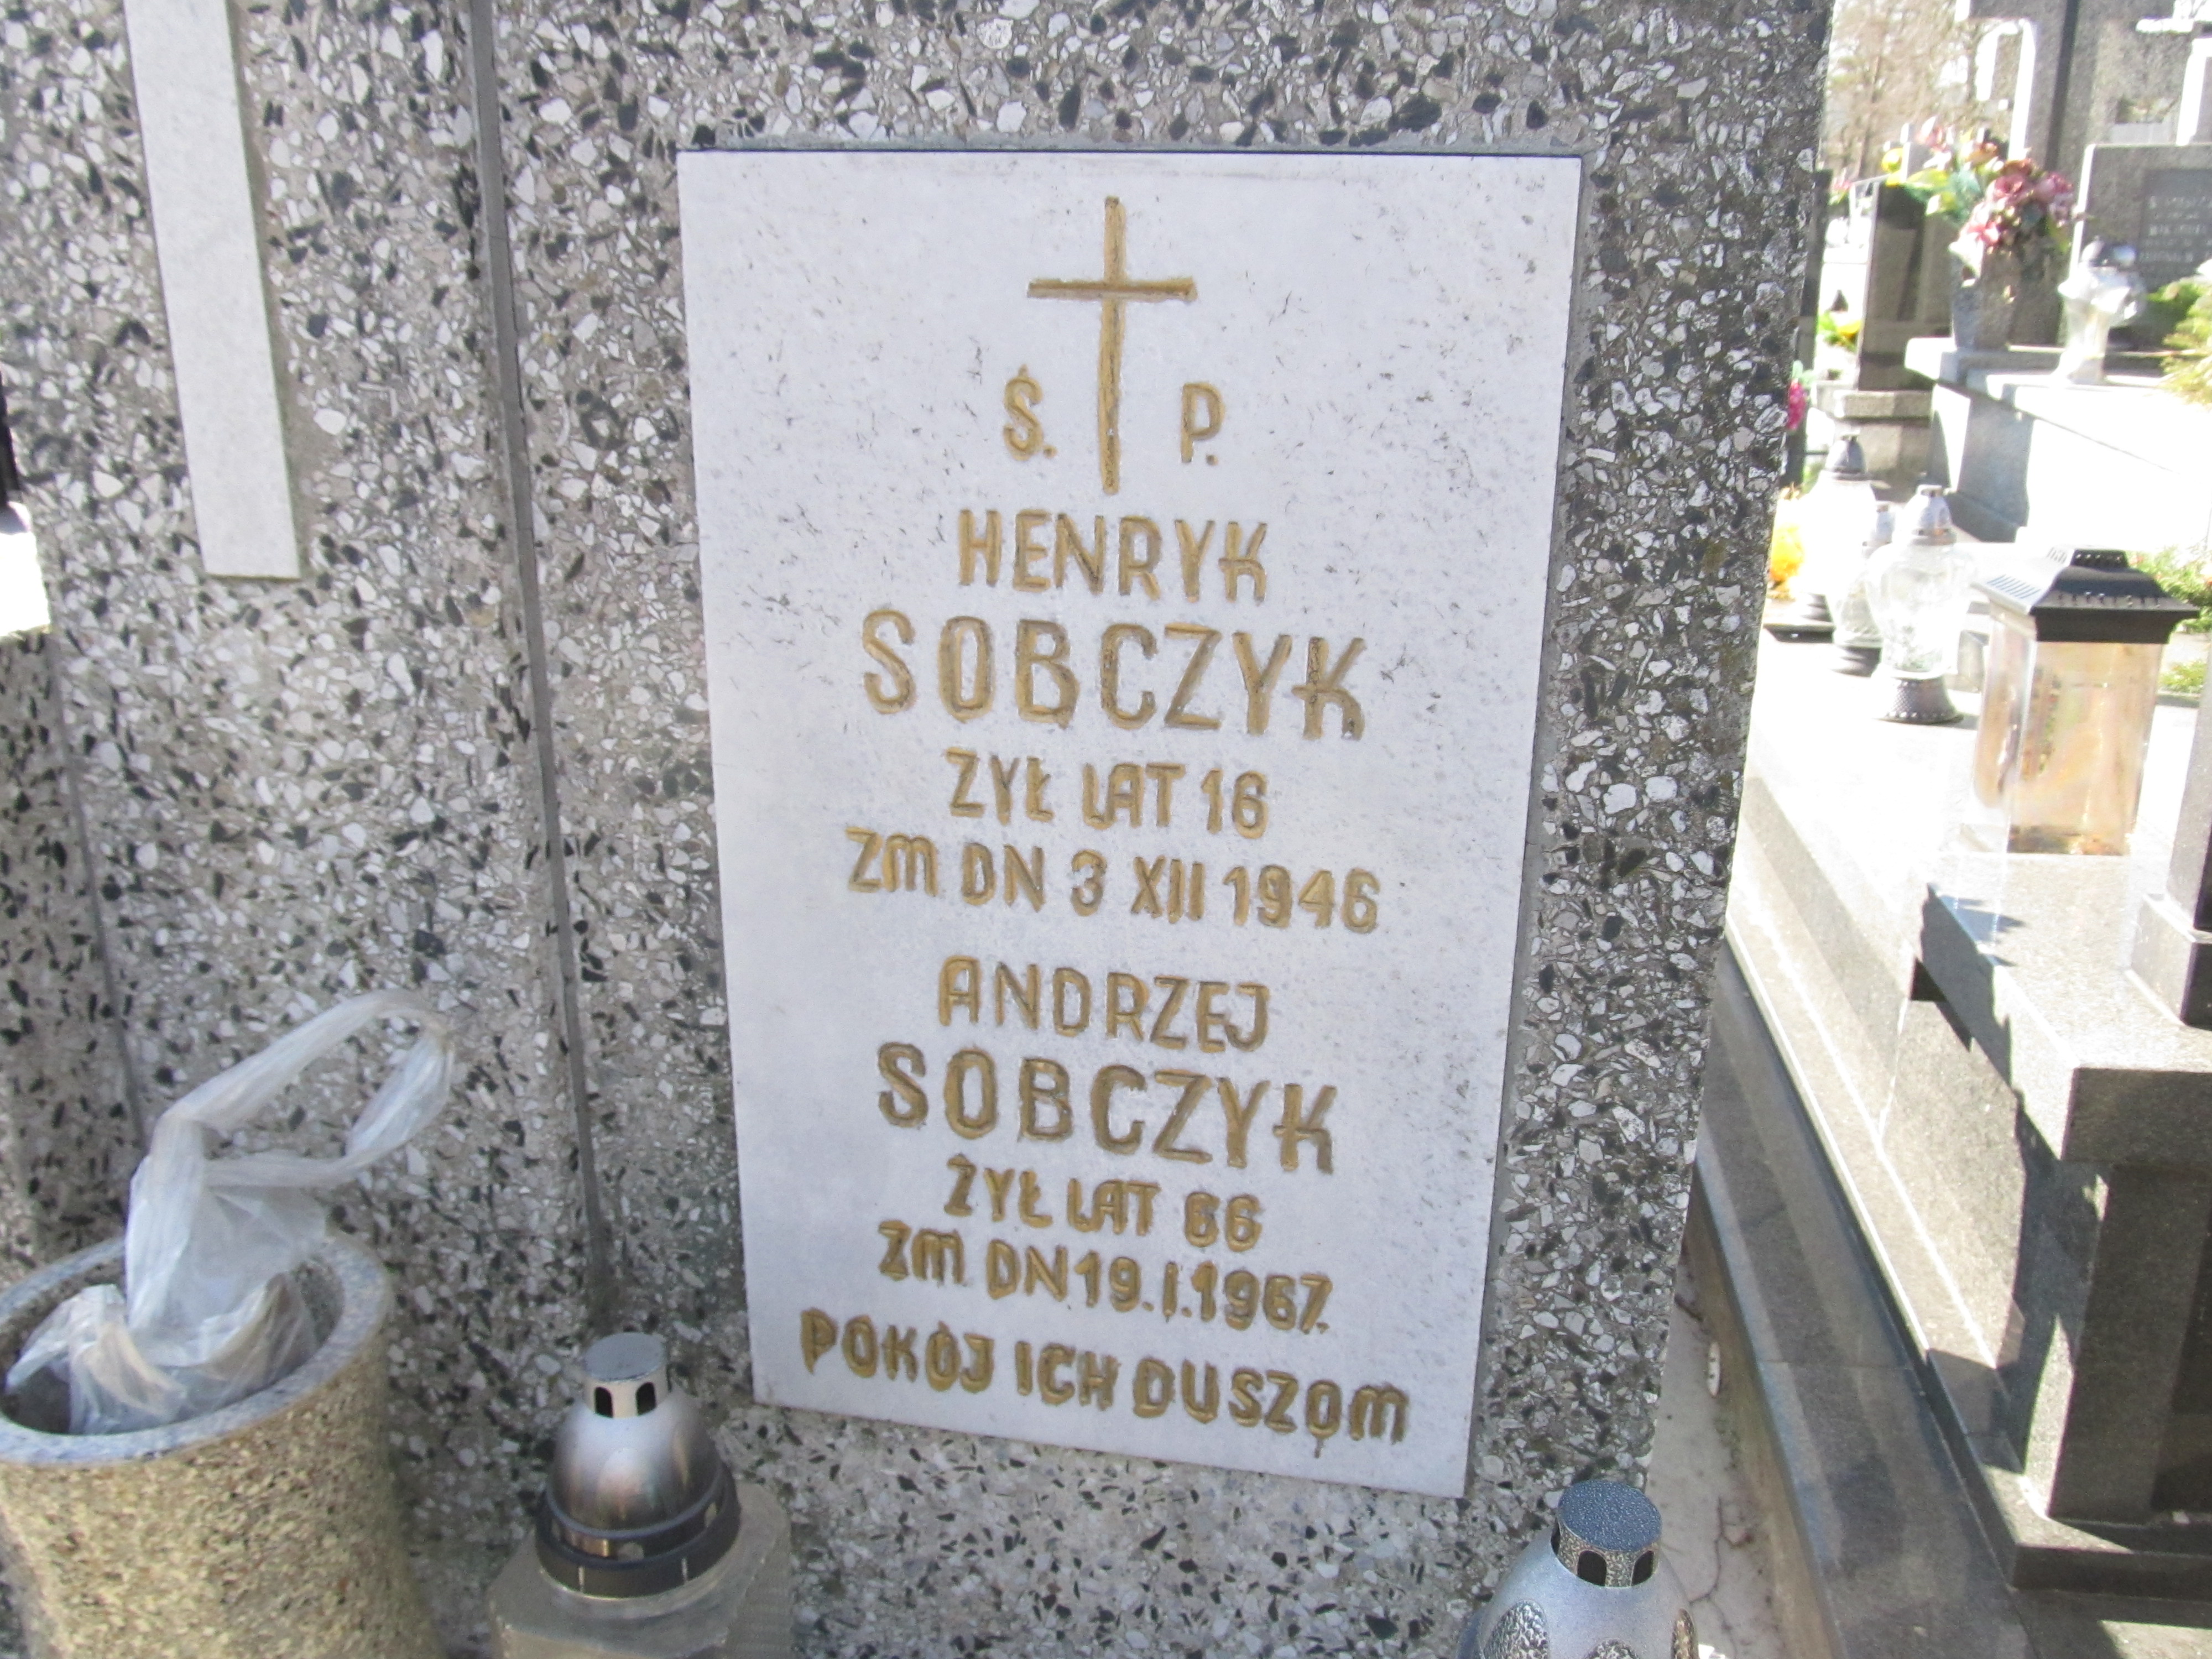 Ś. P.
HENRYK
SOBCZYK
ZYŁ LAT 16
ZM DN 3 XII 1946
ANDRZEJ
SOBCZYK
ŻYŁ LAT 66
ZM DN 19.I.1967.
POKÓJ ICH DUSZOM